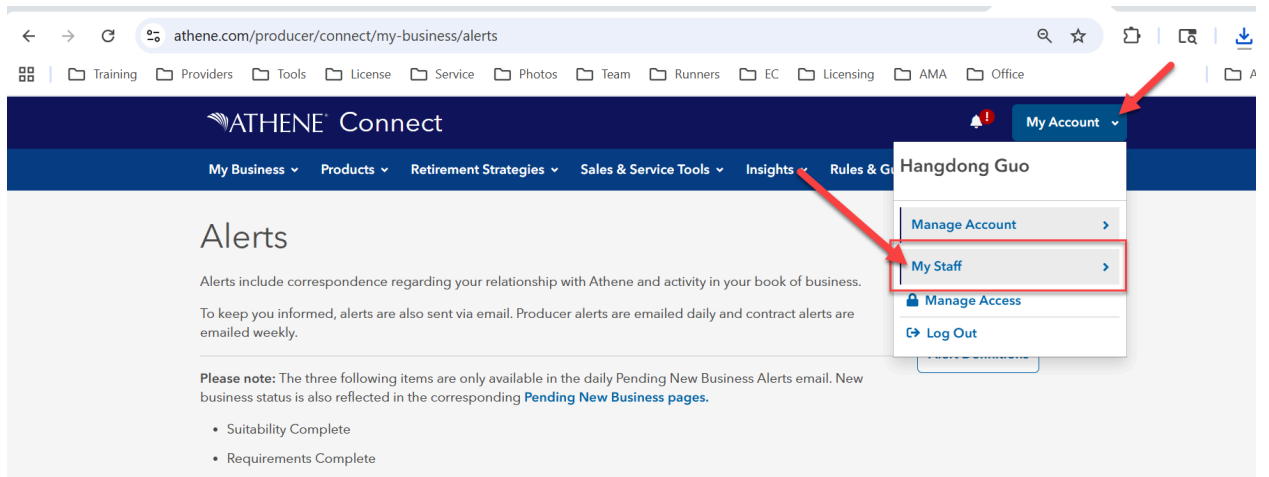 athene.com/producer/connect/my-business/alerts
Training Providers Tools License Service Photos Team Runners EC Licensing AMA Office A
ATHENE Connect
! My Account
My Business Products Retirement Strategies Sales & Service Tools Insights Rules & Gu
Hangdong Guo
Manage Account
My Staff
Manage Access
Log Out
Alerts
Alerts include correspondence regarding your relationship with Athene and activity in your book of business.
To keep you informed, alerts are also sent via email. Producer alerts are emailed daily and contract alerts are
emailed weekly.
Alert Definitions
Please note: The three following items are only available in the daily Pending New Business Alerts email. New
business status is also reflected in the corresponding Pending New Business pages.
• Suitability Complete
• Requirements Complete